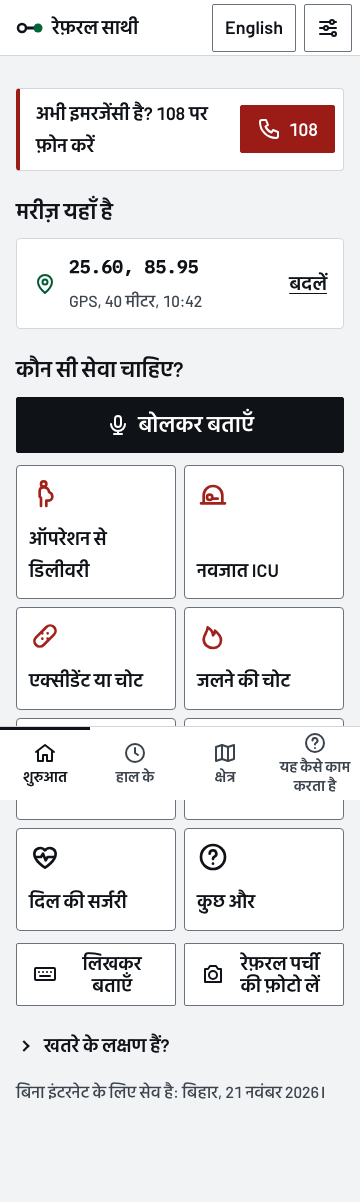 रेफ़रल साथी
English
अभी इमरजेंसी है? 108 पर
फ़ोन करें
108
मरीज़ यहाँ है
25.60, 85.95
GPS, 40 मीटर, 10:42
बदलें
कौन सी सेवा चाहिए?
बोलकर बताएँ
ऑपरेशन से
डिलीवरी
नवजात ICU
एक्सीडेंट या चोट
जलने की चोट
शुरुआत
हाल के
क्षेत्र
यह कैसे काम
करता है
दिल की सर्जरी
कुछ और
लिखकर
बताएँ
रेफ़रल पर्ची
की फ़ोटो लें
खतरे के लक्षण हैं?
बिना इंटरनेट के लिए सेव है: बिहार, 21 नवंबर 2026।